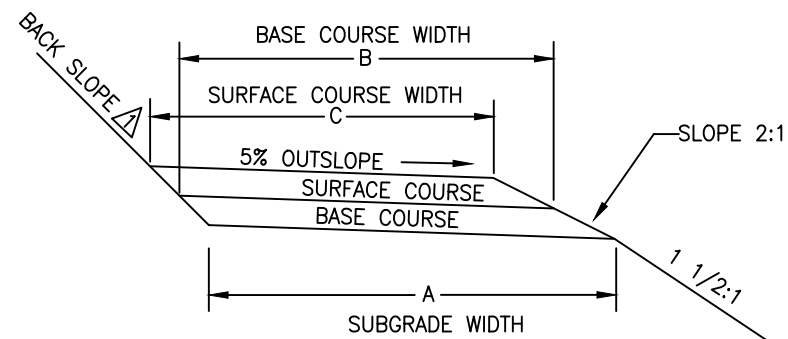 BACK SLOPE 1
BASE COURSE WIDTH
B
SURFACE COURSE WIDTH
C
SLOPE 2:1
5% OUTSLOPE
SURFACE COURSE
BASE COURSE
1 1/2:1
A
SUBGRADE WIDTH